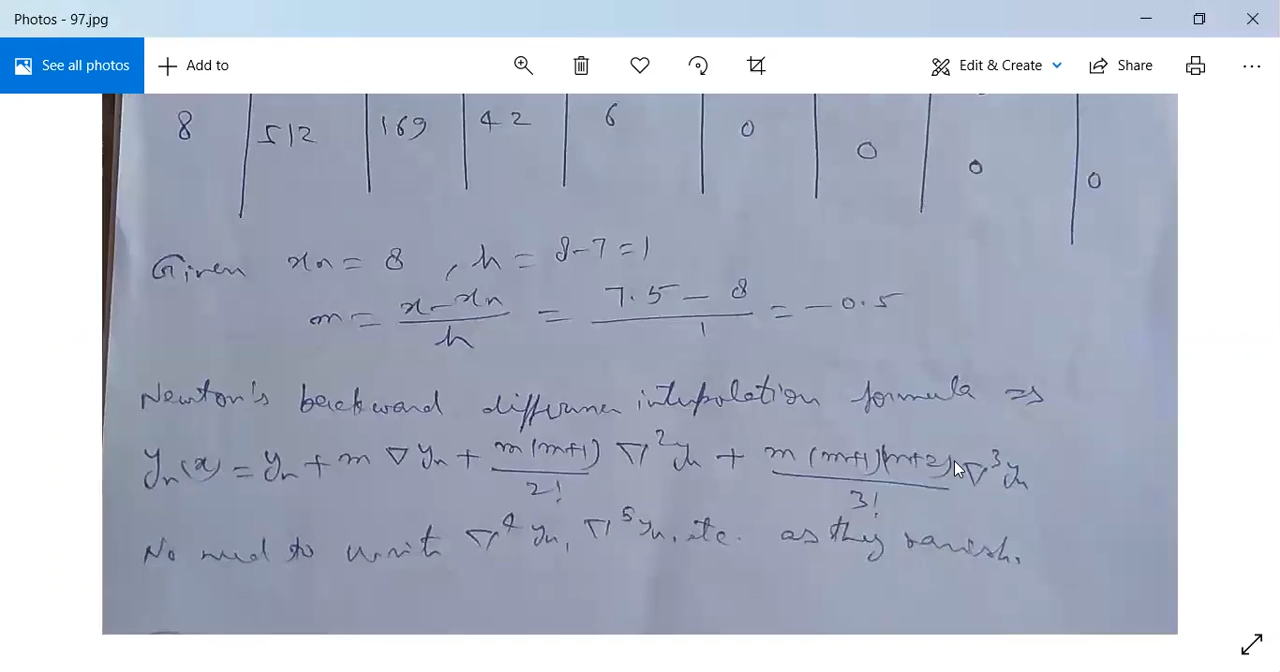 Photos - 97.jpg
See all photos
Add to
Edit & Create
Share
8 512 169 42 6 0 0 0 0
Given xn = 8 , h = 8-7 = 1
m = x-xn/h = 7.5 - 8/1 = -0.5
Newton's backward difference interpolation formula is
yn(x) = yn + m ∇yn + m(m+1)/2! ∇²yn + m(m+1)(m+2)/3! ∇³yn
No need to write ∇⁴yn, ∇⁵yn, etc. as they vanish.